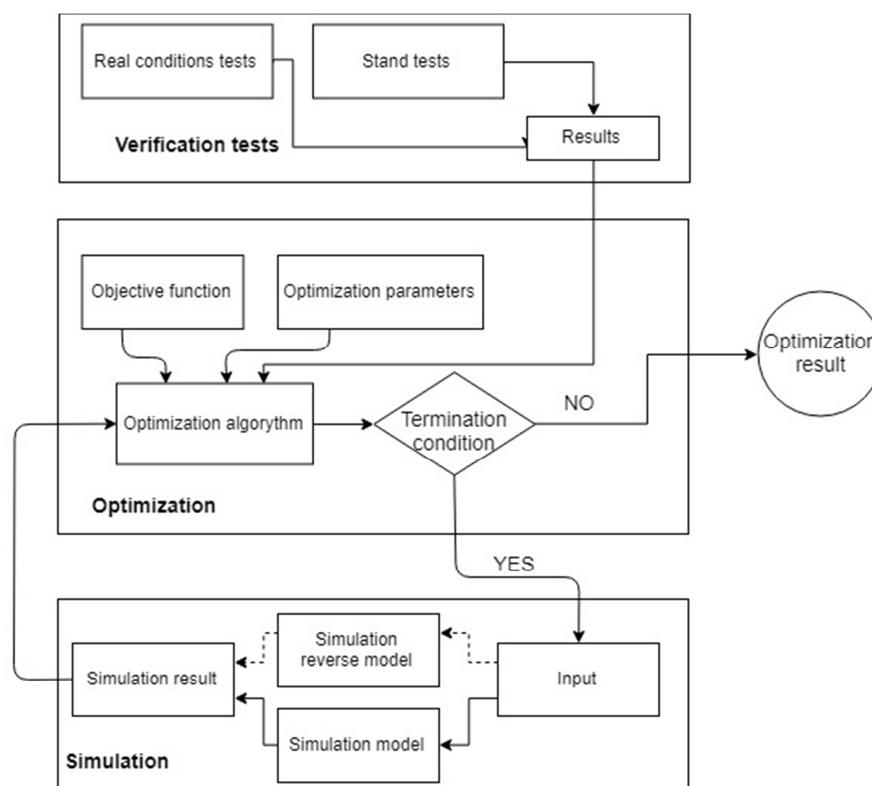 Real conditions tests
Stand tests
Verification tests
Results
Objective function
Optimization parameters
Optimization
result
Optimization algorythm
Termination
condition
NO
Optimization
YES
Simulation
reverse model
Simulation result
Input
Simulation model
Simulation